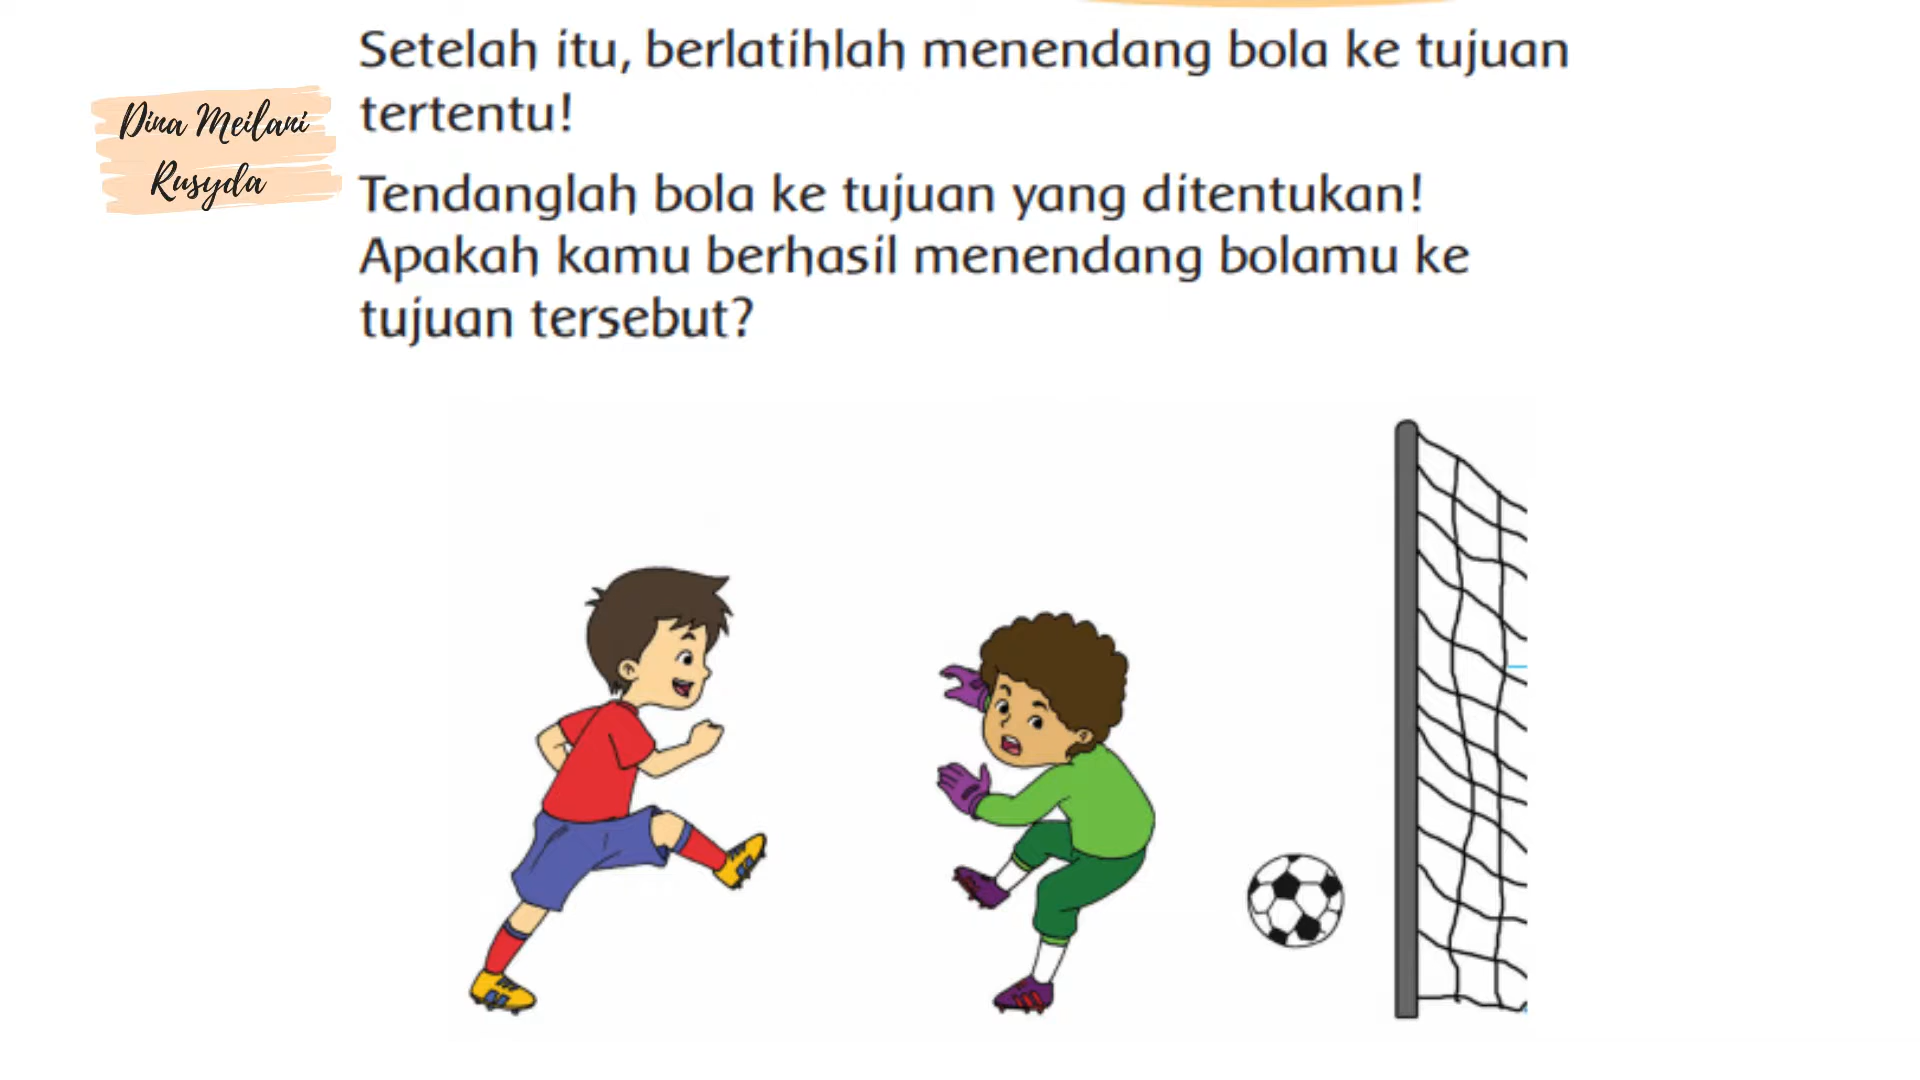 Setelah itu, berlatihlah menendang bola ke tujuan
tertentu!
Dina Meilani
Rusyda
Tendanglah bola ke tujuan yang ditentukan!
Apakah kamu berhasil menendang bolamu ke
tujuan tersebut?